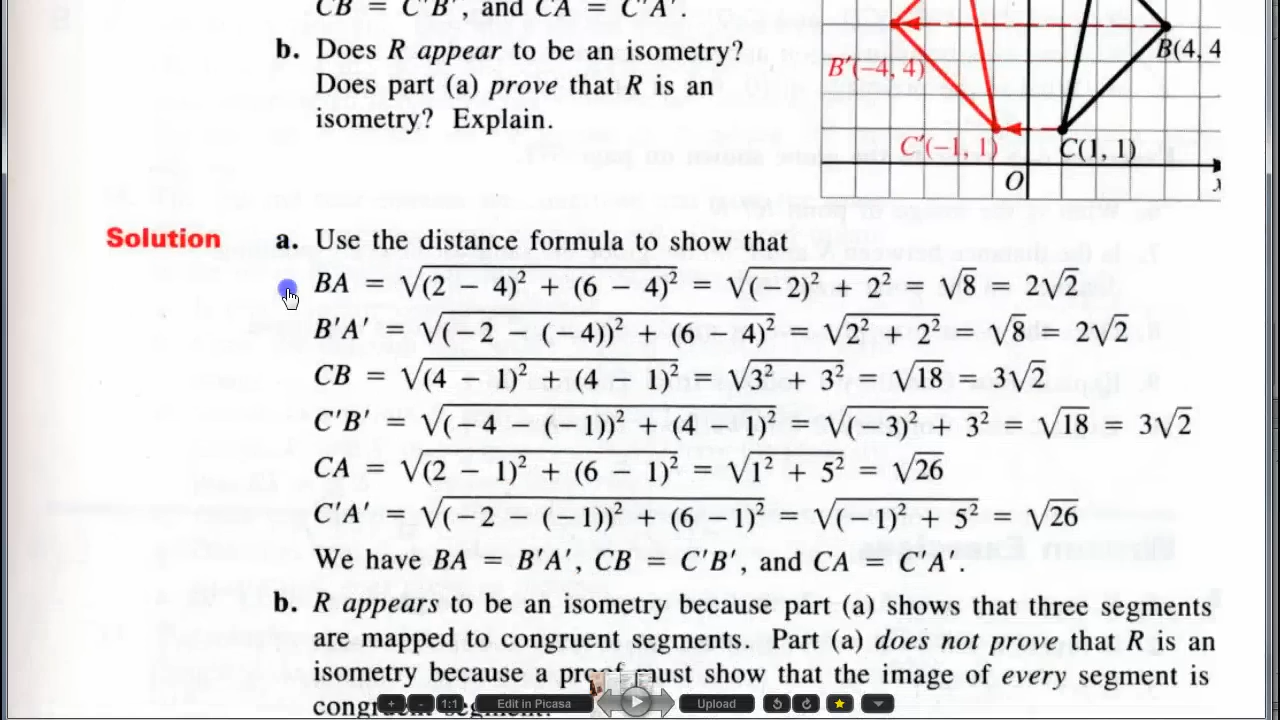 CB = C'B', and CA = C'A'.
b. Does R appear to be an isometry?
Does part (a) prove that R is an
isometry? Explain.
B(4, 4
B'(−4, 4)
C'(−1, 1)
C(1, 1)
O
x
Solution a. Use the distance formula to show that
BA = √(2 − 4)² + (6 − 4)² = √(−2)² + 2² = √8 = 2√2
B'A' = √(−2 − (−4))² + (6 − 4)² = √2² + 2² = √8 = 2√2
CB = √(4 − 1)² + (4 − 1)² = √3² + 3² = √18 = 3√2
C'B' = √(−4 − (−1))² + (4 − 1)² = √(−3)² + 3² = √18 = 3√2
CA = √(2 − 1)² + (6 − 1)² = √1² + 5² = √26
C'A' = √(−2 − (−1))² + (6 − 1)² = √(−1)² + 5² = √26
We have BA = B'A', CB = C'B', and CA = C'A'.
b. R appears to be an isometry because part (a) shows that three segments
are mapped to congruent segments. Part (a) does not prove that R is an
isometry because a proof must show that the image of every segment is
congruent segment.
+ - 1:1 Edit in Picasa Upload